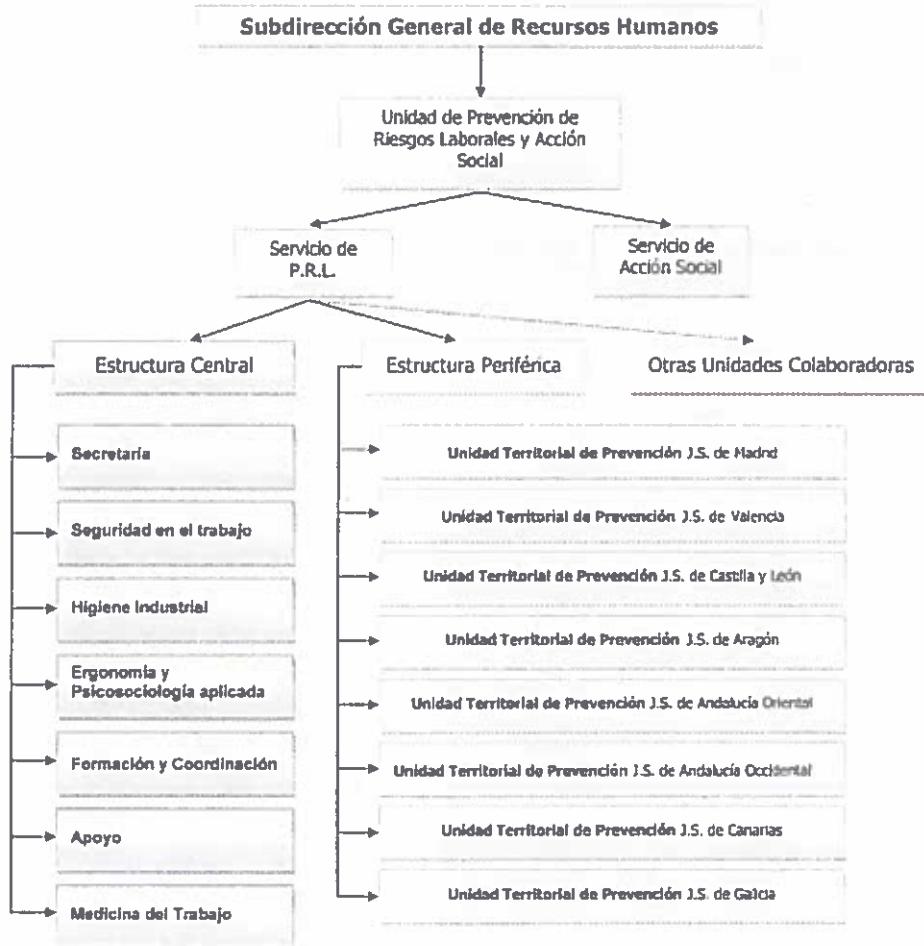 Subdirección General de Recursos Humanos
Unidad de Prevención de
Riesgos Laborales y Acción
Social
Servicio de
P.R.L.
Servicio de
Acción Social
Estructura Central
Estructura Periférica
Otras Unidades Colaboradoras
Secretaría
Seguridad en el trabajo
Higiene Industrial
Ergonomía y
Psicosociología aplicada
Formación y Coordinación
Apoyo
Medicina del Trabajo
Unidad Territorial de Prevención J.S. de Madrid
Unidad Territorial de Prevención J.S. de Valencia
Unidad Territorial de Prevención J.S. de Castilla y León
Unidad Territorial de Prevención J.S. de Aragón
Unidad Territorial de Prevención J.S. de Andalucía Oriental
Unidad Territorial de Prevención J.S. de Andalucía Occidental
Unidad Territorial de Prevención J.S. de Canarias
Unidad Territorial de Prevención J.S. de Galicia